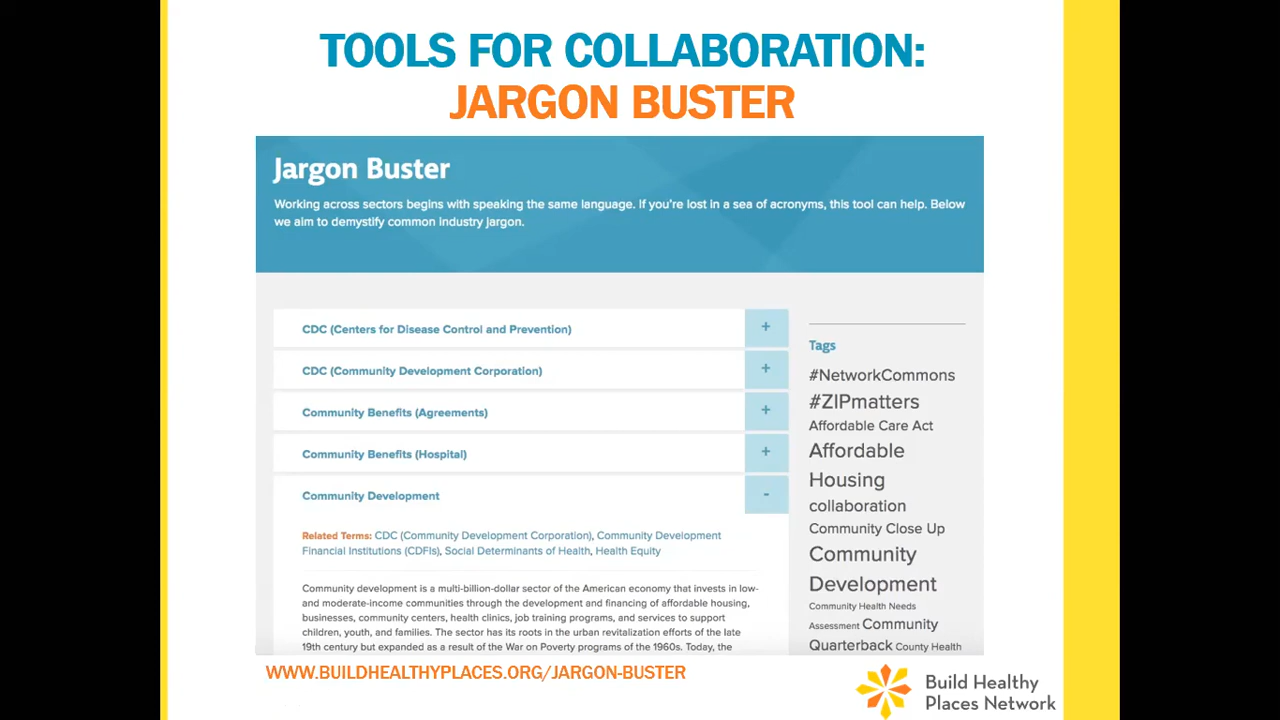 TOOLS FOR COLLABORATION:
JARGON BUSTER
Jargon Buster
Working across sectors begins with speaking the same language. If you're lost in a sea of acronyms, this tool can help. Below
we aim to demystify common industry jargon.
CDC (Centers for Disease Control and Prevention)
+
CDC (Community Development Corporation)
+
Community Benefits (Agreements)
+
Community Benefits (Hospital)
+
Community Development
-
Related Terms: CDC (Community Development Corporation), Community Development
Financial Institutions (CDFIs), Social Determinants of Health, Health Equity
Community development is a multi-billion-dollar sector of the American economy that invests in low-
and moderate-income communities through the development and financing of affordable housing,
businesses, community centers, health clinics, job training programs, and services to support
children, youth, and families. The sector has its roots in the urban revitalization efforts of the late
19th century but expanded as a result of the War on Poverty programs of the 1960s. Today, the
Tags
#NetworkCommons
#ZIPmatters
Affordable Care Act
Affordable
Housing
collaboration
Community Close Up
Community
Development
Community Health Needs
Assessment Community
Quarterback County Health
WWW.BUILDHEALTHYPLACES.ORG/JARGON-BUSTER
Build Healthy
Places Network